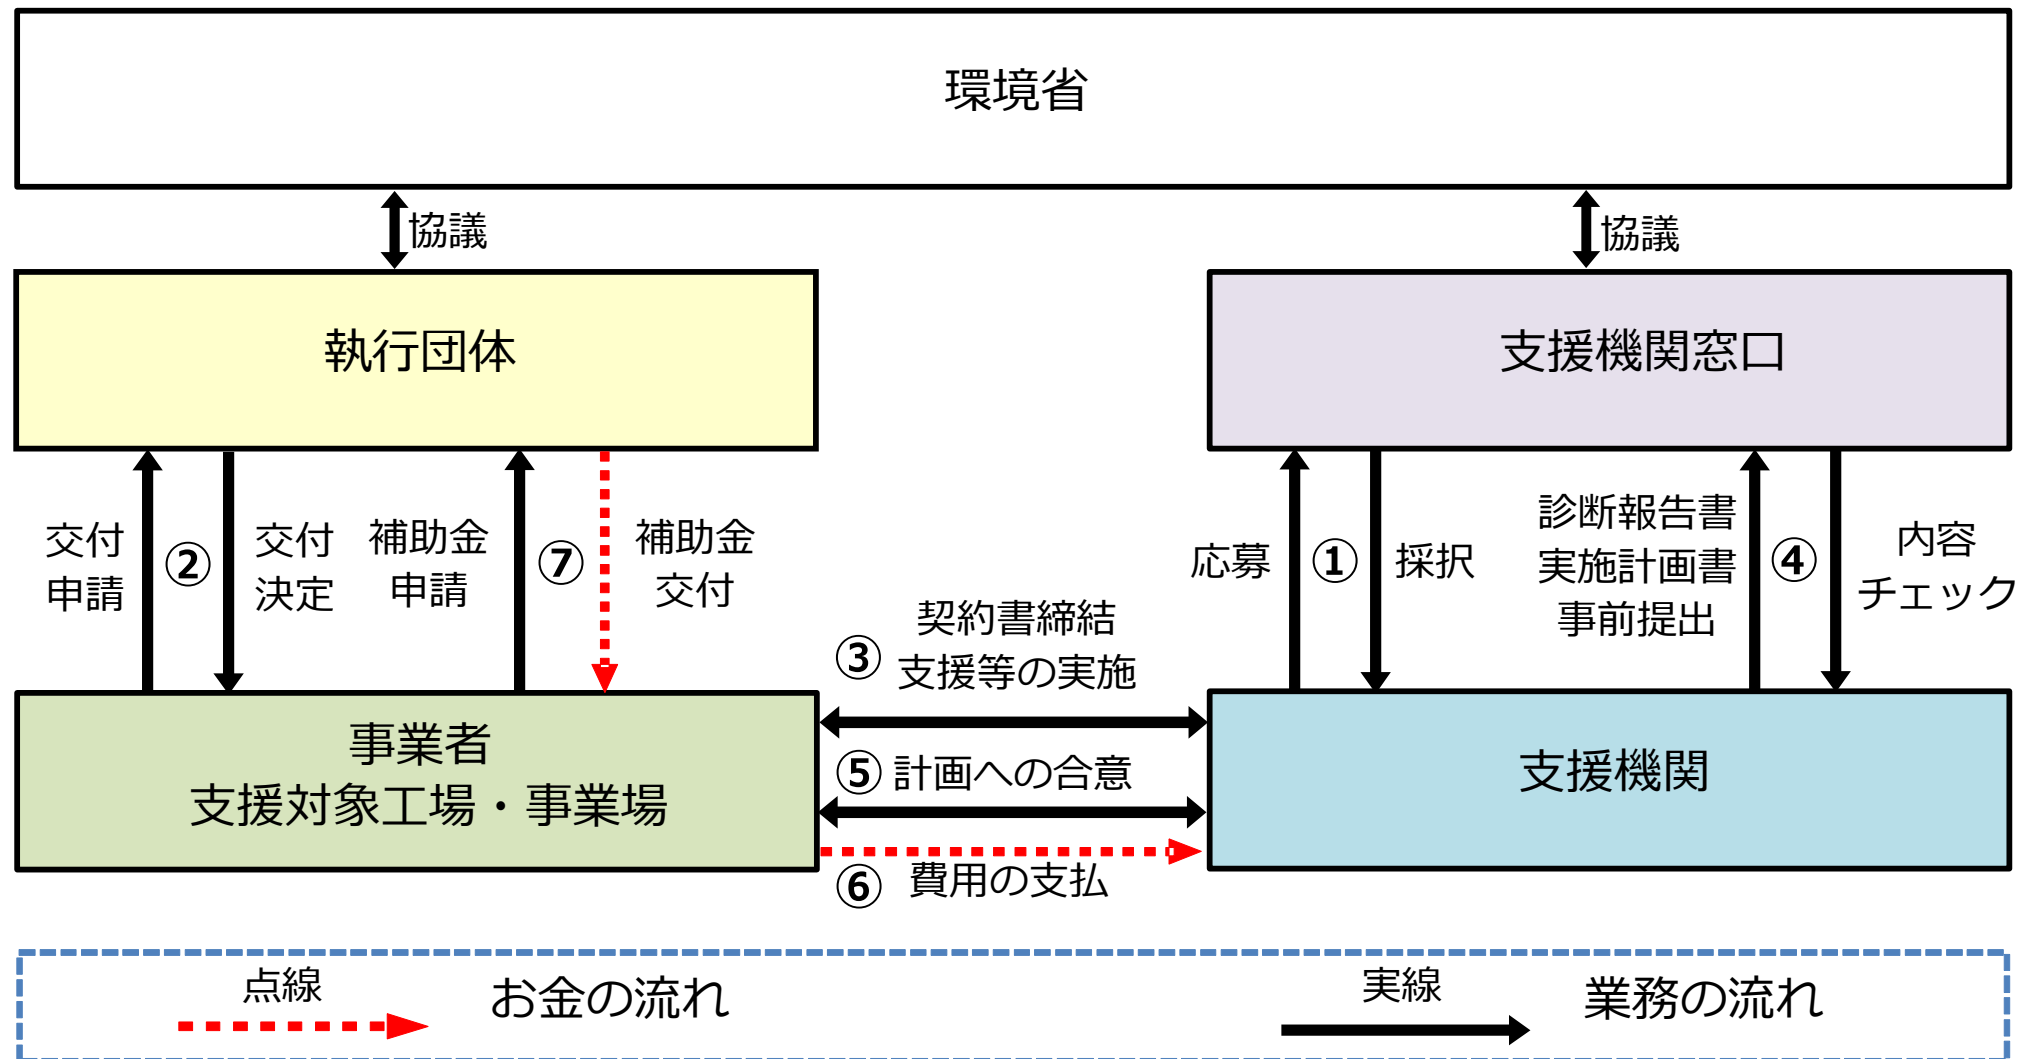 環境省
協議
協議
執行団体
支援機関窓口
交付
申請
②
交付
決定
補助金
申請
⑦
補助金
交付
応募
①
採択
診断報告書
実施計画書
事前提出
④
内容
チェック
③
契約書締結
支援等の実施
⑤計画への合意
⑥費用の支払
事業者
支援対象工場・事業場
支援機関
点線
お金の流れ
実線
業務の流れ